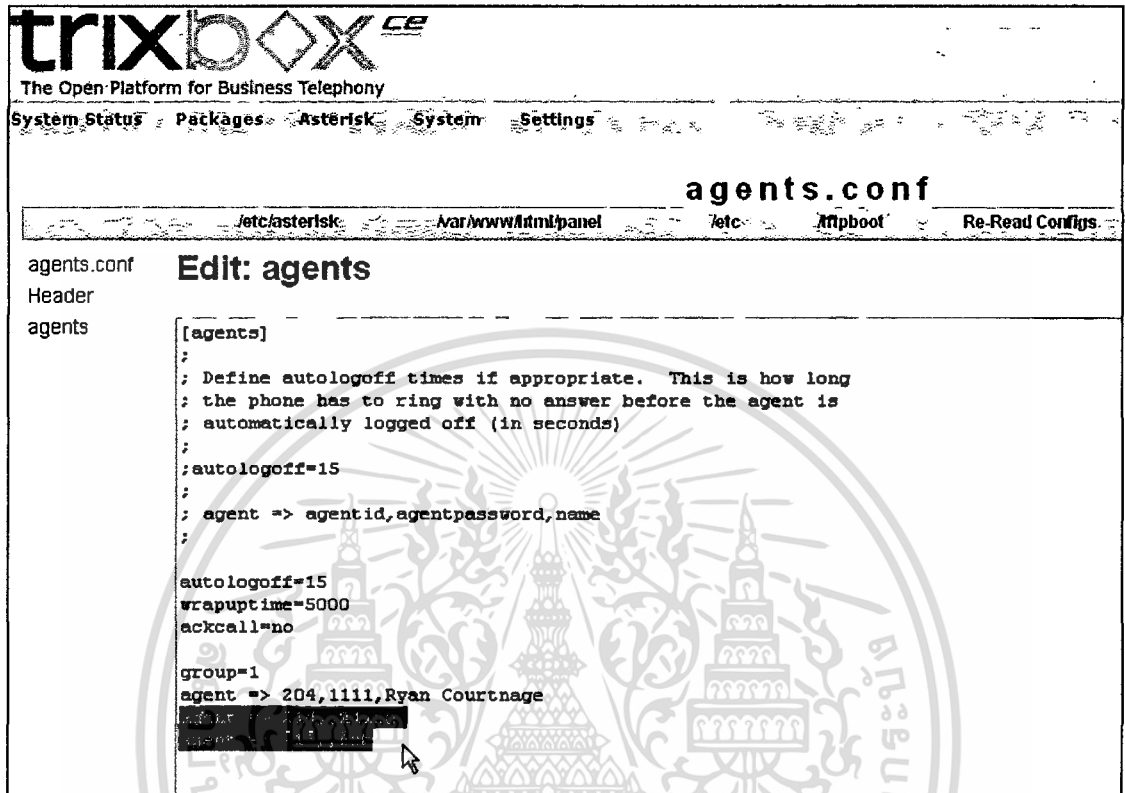 trixbox ce
The Open Platform for Business Telephony
System Status Packages Asterisk System Settings
agents.conf
/etc/asterisk /var/www/html/panel /etc /tftpboot Re-Read Configs
agents.conf
Header
agents
Edit: agents
[agents]
;
; Define autologoff times if appropriate.  This is how long
; the phone has to ring with no answer before the agent is
; automatically logged off (in seconds)
;
;autologoff=15
;
; agent => agentid,agentpassword,name
;
autologoff=15
wrapuptime=5000
ackcall=no
group=1
agent => 204,1111,Ryan Courtnage
agent
agent